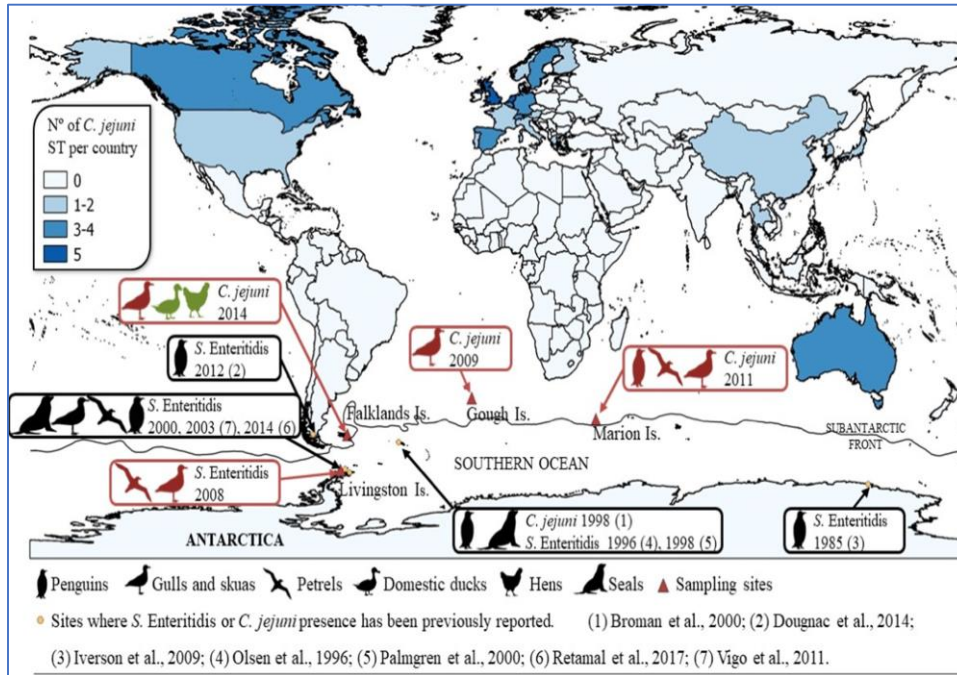 Nº of C. jejuni
ST per country
0
1-2
3-4
5
C. jejuni
2014
S. Enteritidis
2012 (2)
C. jejuni
2009
C. jejuni
2011
S. Enteritidis
2000, 2003 (7), 2014 (6)
Falklands Is.
Gough Is.
Marion Is.
SUBANTARCTIC
FRONT
SOUTHERN OCEAN
S. Enteritidis
2008
Livingston Is.
C. jejuni 1998 (1)
S. Enteritidis 1996 (4), 1998 (5)
S. Enteritidis
1985 (3)
ANTARCTICA
Penguins Gulls and skuas Petrels Domestic ducks Hens Seals Sampling sites
Sites where S. Enteritidis or C. jejuni presence has been previously reported. (1) Broman et al., 2000; (2) Dougnac et al., 2014;
(3) Iverson et al., 2009; (4) Olsen et al., 1996; (5) Palmgren et al., 2000; (6) Retamal et al., 2017; (7) Vigo et al., 2011.